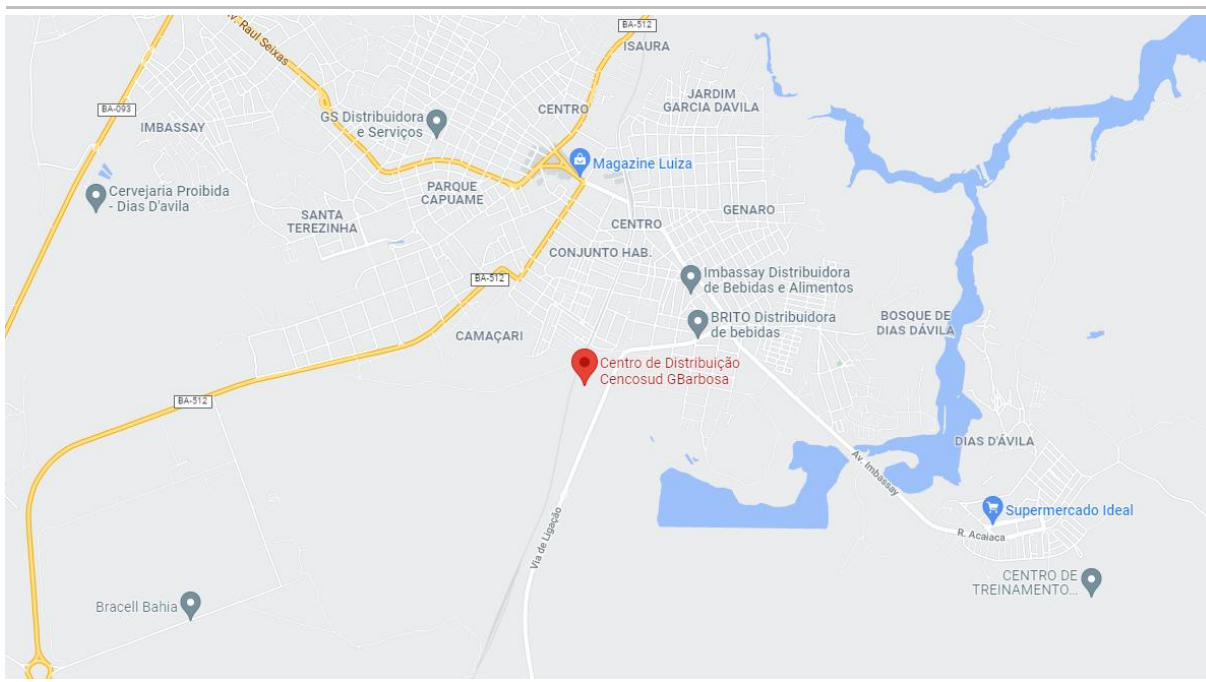 BA-512
ISAURA
Av. Raul Seixas
JARDIM
GARCIA DAVILA
BA-093
CENTRO
GS Distribuidora
e Serviços
IMBASSAY
Magazine Luiza
Cervejaria Proibida
- Dias D'avila
PARQUE
CAPUAME
SANTA
TEREZINHA
GENARO
CENTRO
CONJUNTO HAB.
BA-512
Imbassay Distribuidora
de Bebidas e Alimentos
BRITO Distribuidora
de bebidas
BOSQUE DE
DIAS DÁVILA
CAMAÇARI
Centro de Distribuição
Cencosud GBarbosa
BA-512
DIAS D'ÁVILA
Av. Imbassay
Supermercado Ideal
Via de Ligação
R. Acaiaca
CENTRO DE
TREINAMENTO...
Bracell Bahia